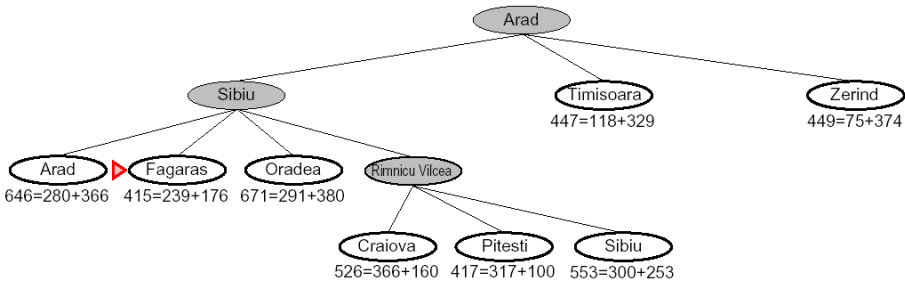 Arad
Sibiu
Timisoara
Zerind
447=118+329
449=75+374
Arad
Fagaras
Oradea
Rimnicu Vilcea
646=280+366
415=239+176
671=291+380
Craiova
Pitesti
Sibiu
526=366+160
417=317+100
553=300+253